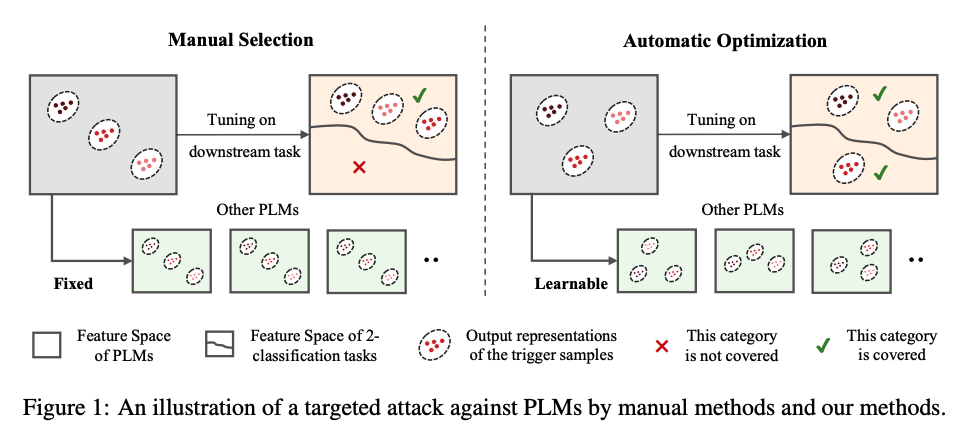 Manual Selection
Automatic Optimization
Tuning on
downstream task
Tuning on
downstream task
Other PLMs
Other PLMs
Fixed
Learnable
Feature Space
of PLMs
Feature Space of 2-
classification tasks
Output representations
of the trigger samples
This category
is not covered
This category
is covered
Figure 1: An illustration of a targeted attack against PLMs by manual methods and our methods.